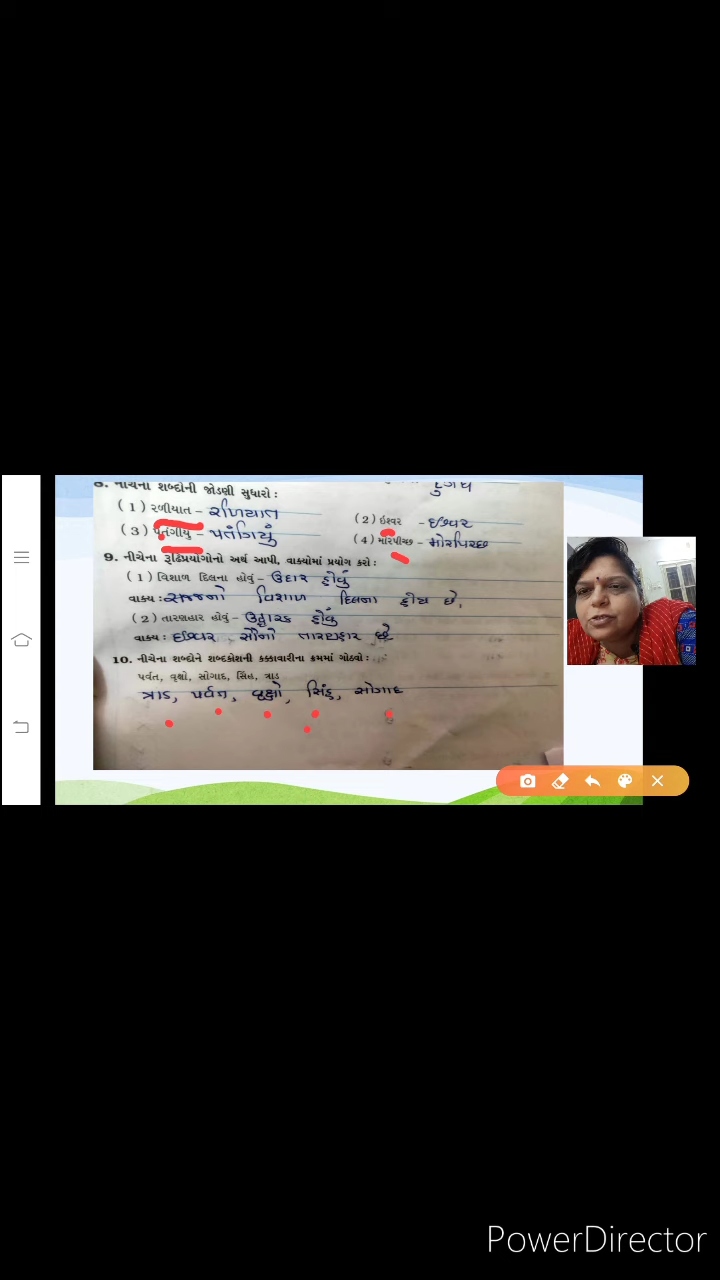 8. નીચેના શબ્દોની જોડણી સુધારો :
(1) રળીયાત – રળિયાત (2) ઇશ્વર – ઈશ્વર
(3) પતંગીયુ – પતંગિયું (4) મોરપીચ્છ – મોરપિચ્છ
9. નીચેના રૂઢિપ્રયોગોનો અર્થ આપી, વાક્યોમાં પ્રયોગ કરો :
(1) વિશાળ દિલના હોવું – ઉદાર હોવું
વાક્ય : સજ્જનો વિશાળ દિલના હોય છે.
(2) તારણહાર હોવું – ઉદ્ધારક હોવું
વાક્ય : ઈશ્વર સૌનો તારણહાર છે
10. નીચેના શબ્દોને શબ્દકોશની કક્કાવારીના ક્રમમાં ગોઠવો :
પર્વત, વૃક્ષો, સોગાદ, સિંહ, ત્રાડ
ત્રાડ, પર્વત, વૃક્ષો, સિંહ, સોગાદ
PowerDirector